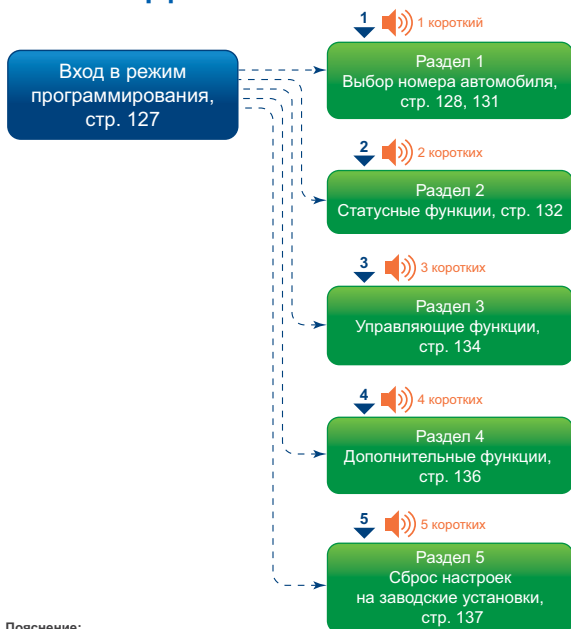 Вход в режим
программирования,
стр. 127
1 1 короткий
Раздел 1
Выбор номера автомобиля,
стр. 128, 131
2 2 коротких
Раздел 2
Статусные функции, стр. 132
3 3 коротких
Раздел 3
Управляющие функции,
стр. 134
4 4 коротких
Раздел 4
Дополнительные функции,
стр. 136
5 5 коротких
Раздел 5
Сброс настроек
на заводские установки,
стр. 137
Пояснение: